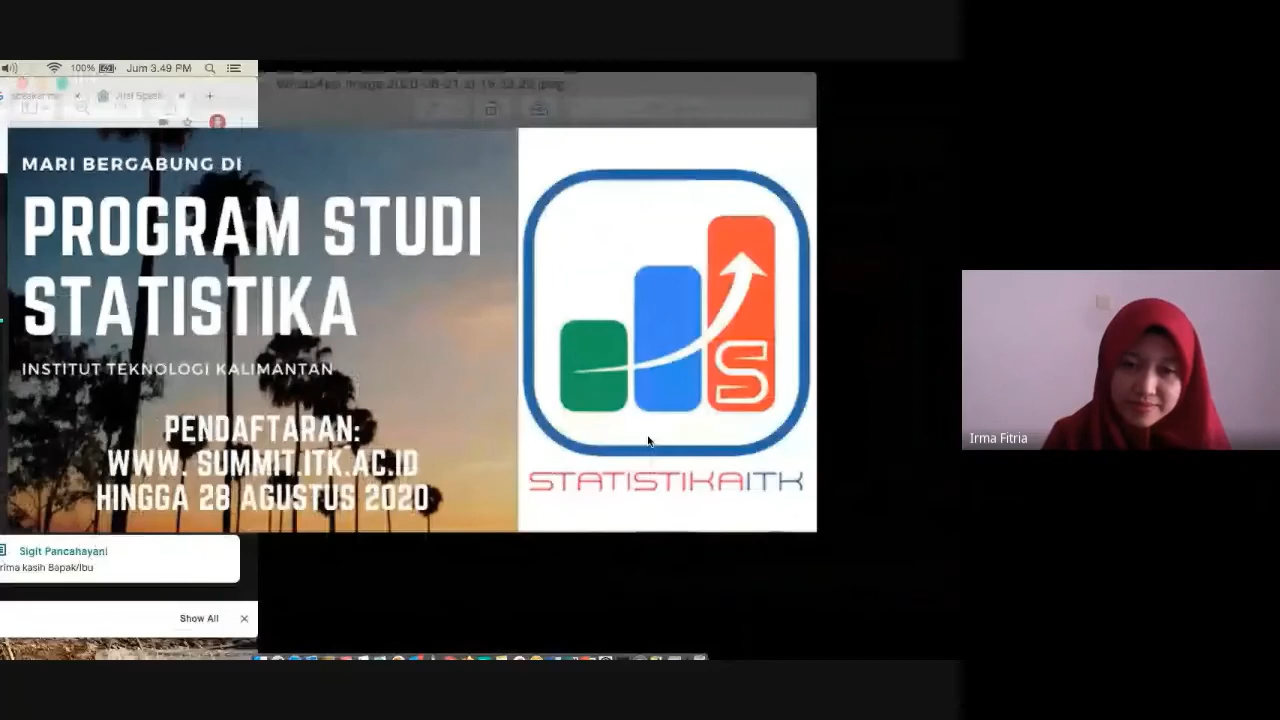 100%
Jum 3.49 PM
MARI BERGABUNG DI
PROGRAM STUDI
STATISTIKA
INSTITUT TEKNOLOGI KALIMANTAN
PENDAFTARAN:
WWW. SUMMIT.ITK.AC.ID
HINGGA 28 AGUSTUS 2020
S
STATISTIKAITK
Irma Fitria
Sigit Pancahayani
rima kasih Bapak/Ibu
Show All